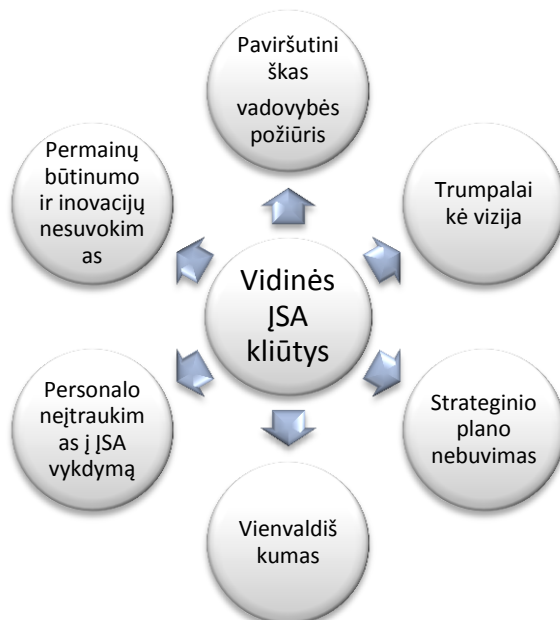 Paviršutini
škas
vadovybės
požiūris
Permainų
būtinumo
ir inovacijų
nesuvokim
as
Trumpalai
kė vizija
Vidinės
ĮSA
kliūtys
Personalo
neįtraukim
as į ĮSA
vykdymą
Strateginio
plano
nebuvimas
Vienvaldiš
kumas